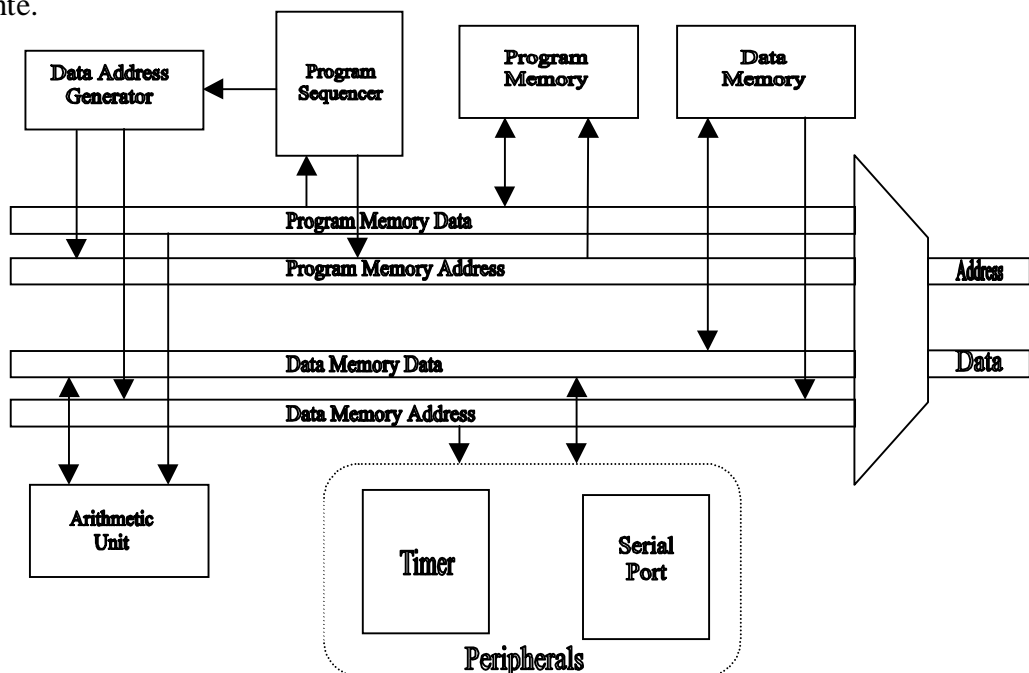 nte.
Data Address
Generator
Program
Sequencer
Program
Memory
Data
Memory
Program Memory Data
Program Memory Address
Address
Data Memory Data
Data
Data Memory Address
Arithmetic
Unit
Timer
Serial
Port
Peripherals